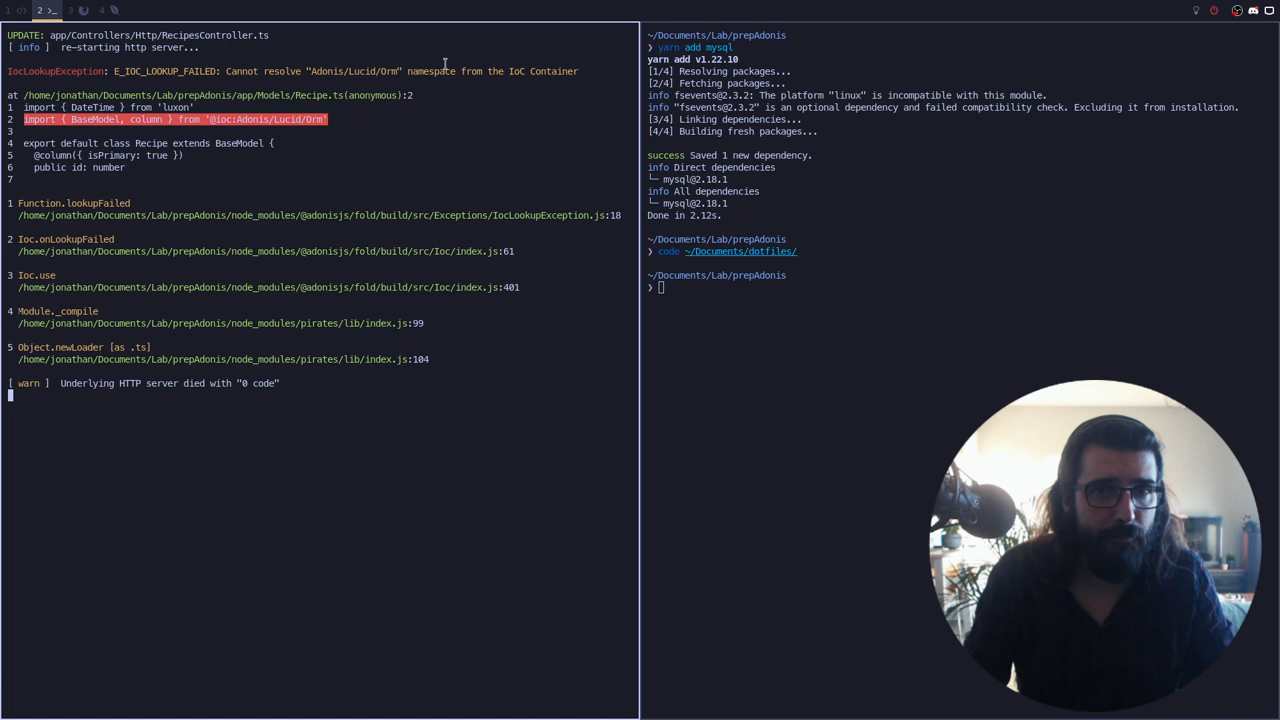 1 </> 2 >_ 3 4
UPDATE: app/Controllers/Http/RecipesController.ts
[ info ]  re-starting http server...
IocLookupException: E_IOC_LOOKUP_FAILED: Cannot resolve "Adonis/Lucid/Orm" namespace from the IoC Container
at /home/jonathan/Documents/Lab/prepAdonis/app/Models/Recipe.ts(anonymous):2
1  import { DateTime } from 'luxon'
2  import { BaseModel, column } from '@ioc:Adonis/Lucid/Orm'
3
4  export default class Recipe extends BaseModel {
5    @column({ isPrimary: true })
6    public id: number
7
1 Function.lookupFailed
/home/jonathan/Documents/Lab/prepAdonis/node_modules/@adonisjs/fold/build/src/Exceptions/IocLookupException.js:18
2 Ioc.onLookupFailed
/home/jonathan/Documents/Lab/prepAdonis/node_modules/@adonisjs/fold/build/src/Ioc/index.js:61
3 Ioc.use
/home/jonathan/Documents/Lab/prepAdonis/node_modules/@adonisjs/fold/build/src/Ioc/index.js:401
4 Module._compile
/home/jonathan/Documents/Lab/prepAdonis/node_modules/pirates/lib/index.js:99
5 Object.newLoader [as .ts]
/home/jonathan/Documents/Lab/prepAdonis/node_modules/pirates/lib/index.js:104
[ warn ]  Underlying HTTP server died with "0 code"
~/Documents/Lab/prepAdonis
❯ yarn add mysql
yarn add v1.22.10
[1/4] Resolving packages...
[2/4] Fetching packages...
info fsevents@2.3.2: The platform "linux" is incompatible with this module.
info "fsevents@2.3.2" is an optional dependency and failed compatibility check. Excluding it from installation.
[3/4] Linking dependencies...
[4/4] Building fresh packages...
success Saved 1 new dependency.
info Direct dependencies
└─ mysql@2.18.1
info All dependencies
└─ mysql@2.18.1
Done in 2.12s.
~/Documents/Lab/prepAdonis
❯ code ~/Documents/dotfiles/
~/Documents/Lab/prepAdonis
❯